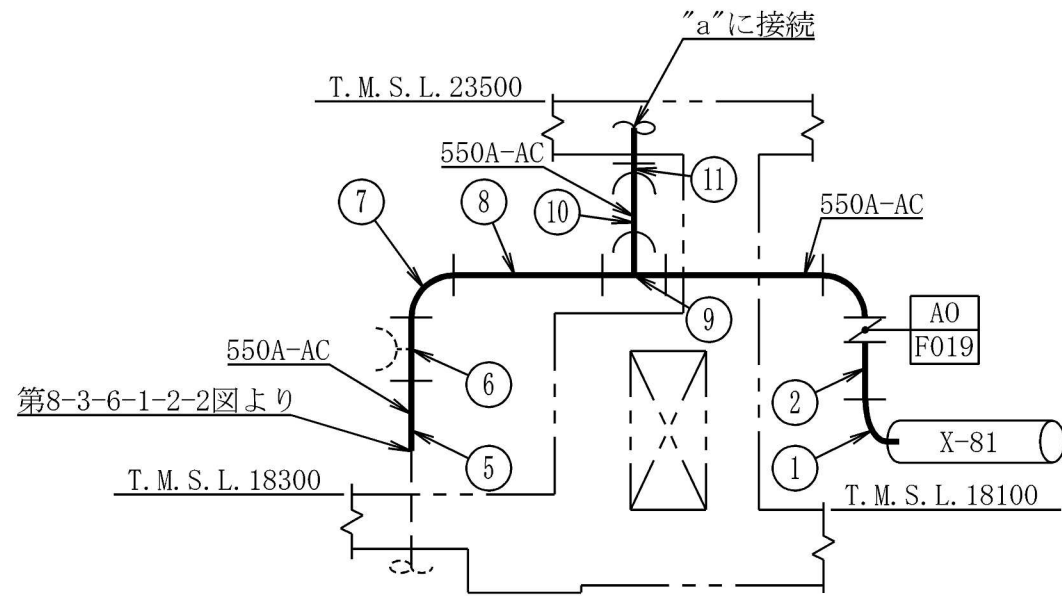 "a"に接続
T.M.S.L.23500
550A-AC
11
7
8
10
550A-AC
9
AO
F019
550A-AC
6
2
第8-3-6-1-2-2図より
5
1
X-81
T.M.S.L.18300
T.M.S.L.18100